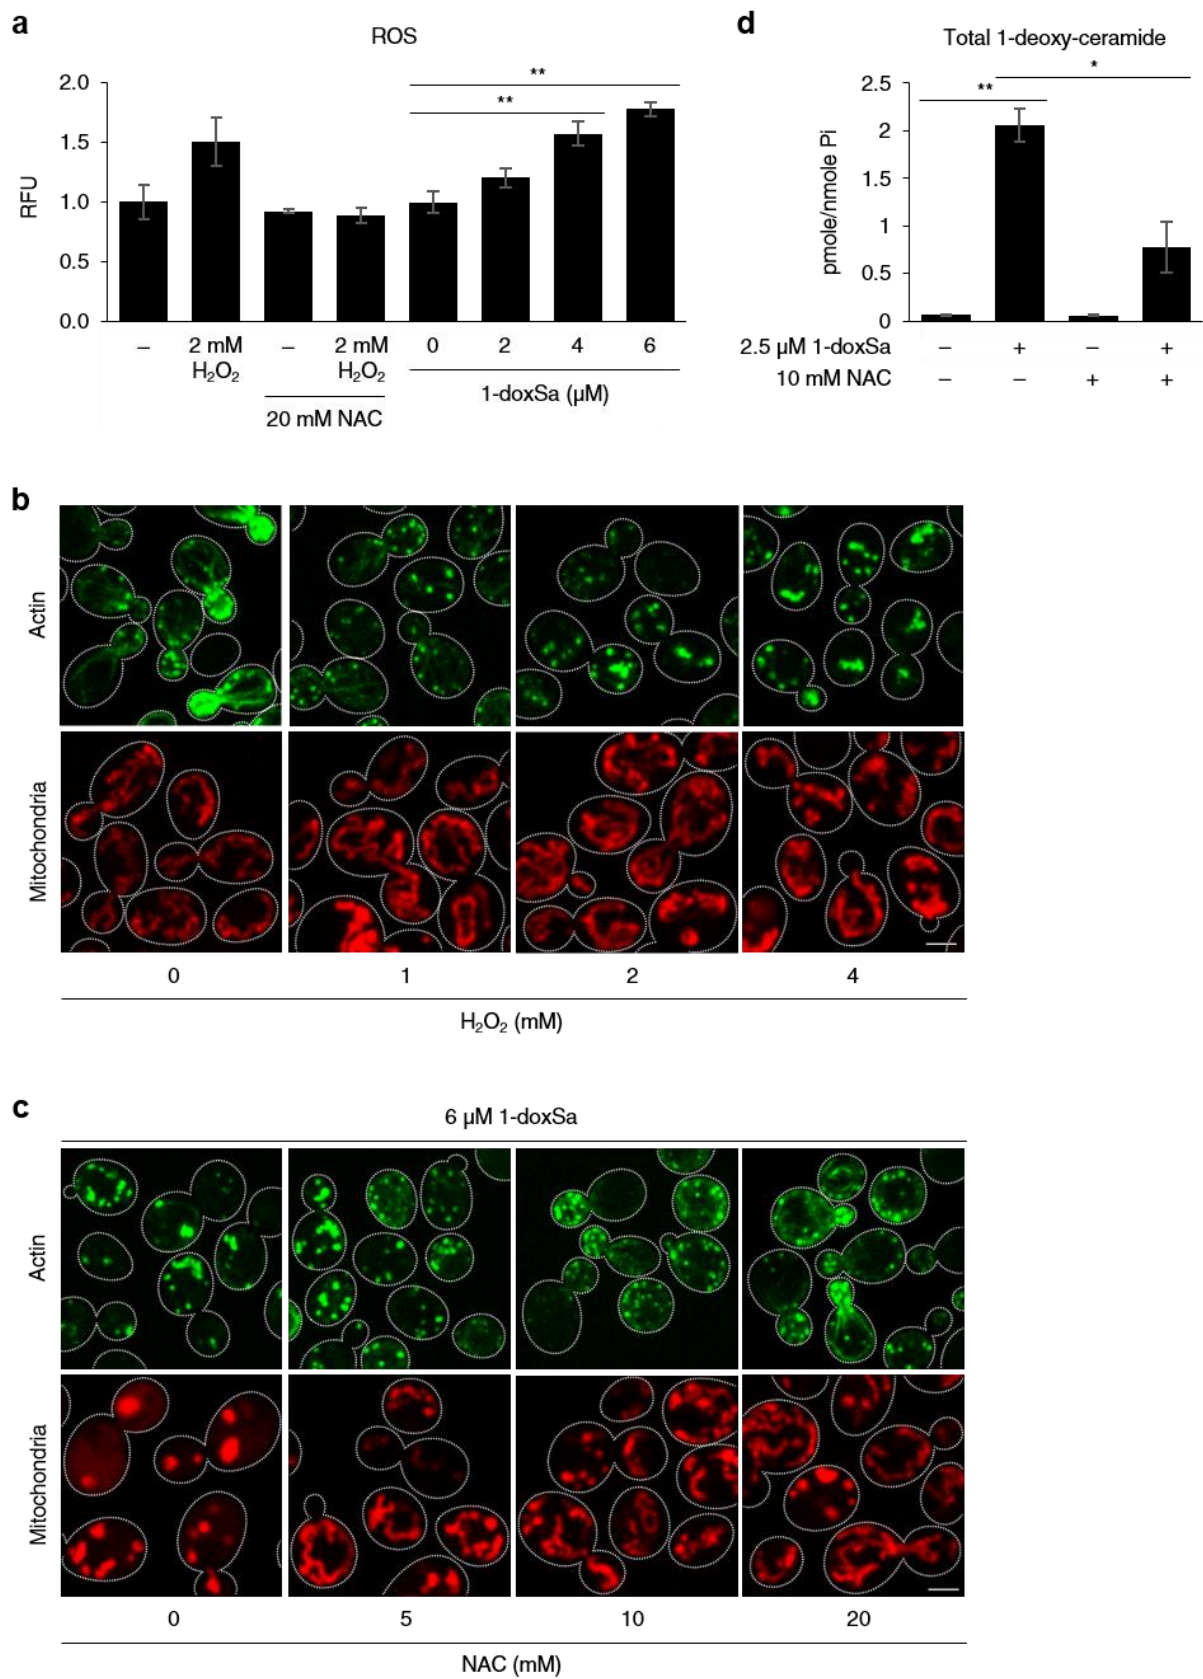 a
ROS
RFU
2.0
1.5
1.0
0.5
0.0
** 
**
– 2 mM H₂O₂ – 2 mM H₂O₂ 0 2 4 6
20 mM NAC
1-doxSa (µM)
d
Total 1-deoxy-ceramide
pmole/nmole Pi
2.5
2
1.5
1
0.5
0
*
**
2.5 µM 1-doxSa – + – +
10 mM NAC – – + +
b
Actin
Mitochondria
0 1 2 4
H₂O₂ (mM)
c
6 µM 1-doxSa
Actin
Mitochondria
0 5 10 20
NAC (mM)